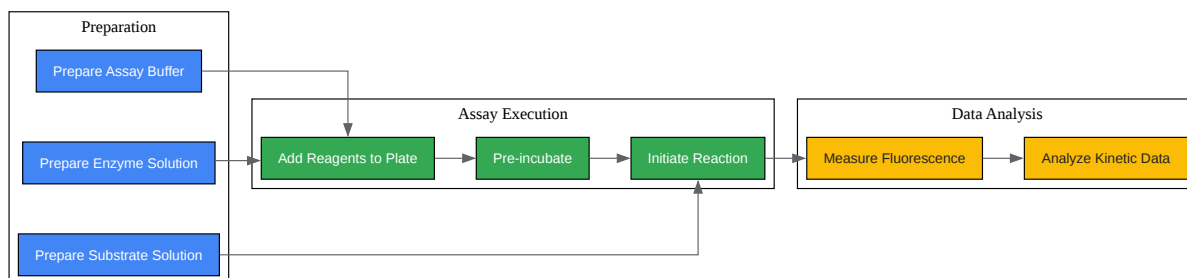 Preparation
Prepare Assay Buffer
Prepare Enzyme Solution
Prepare Substrate Solution
Assay Execution
Add Reagents to Plate
Pre-incubate
Initiate Reaction
Data Analysis
Measure Fluorescence
Analyze Kinetic Data